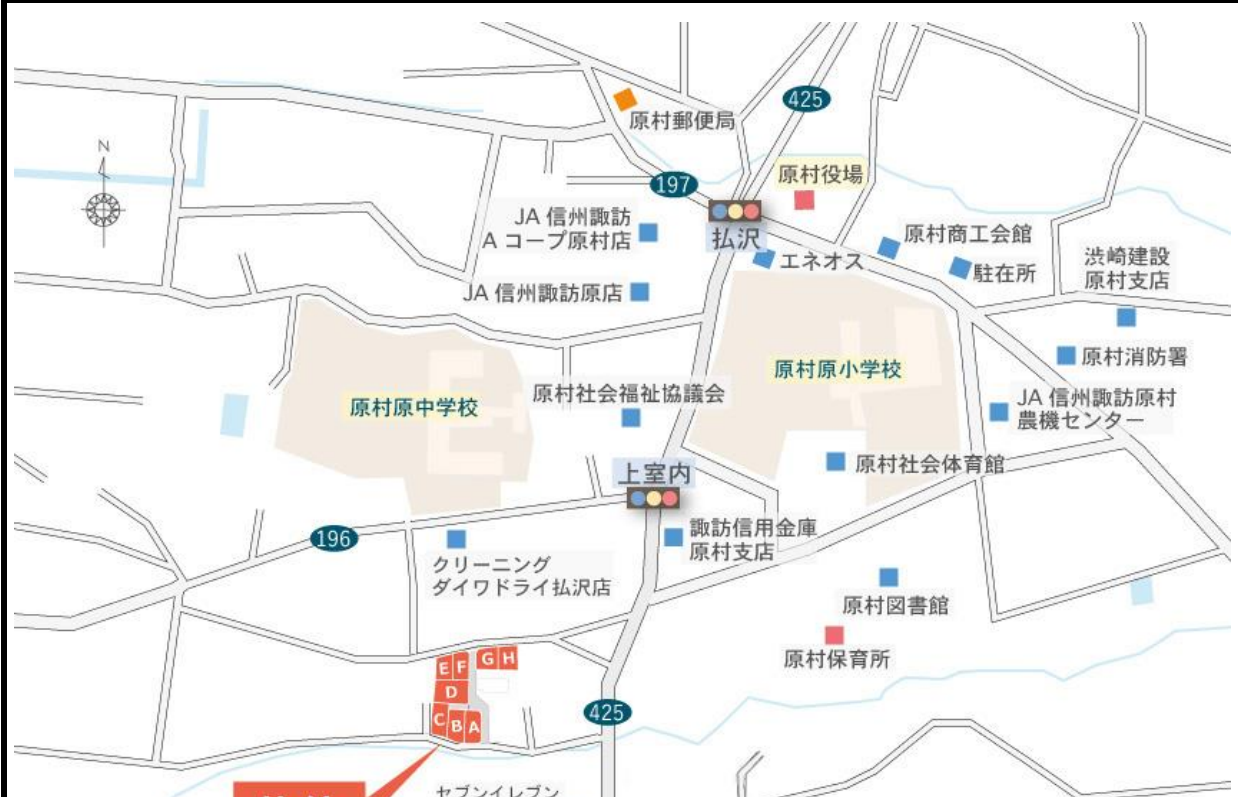 425
原村郵便局
N
197
原村役場
JA 信州諏訪
A コープ原村店
払沢
原村商工会館
エネオス
駐在所
渋崎建設
原村支店
JA 信州諏訪原店
原村消防署
原村原小学校
原村社会福祉協議会
原村原中学校
JA 信州諏訪原村
農機センター
原村社会体育館
上室内
諏訪信用金庫
原村支店
196
クリーニング
ダイワドライ払沢店
原村図書館
原村保育所
E F G H
D
C B A
425
セブンイレブン